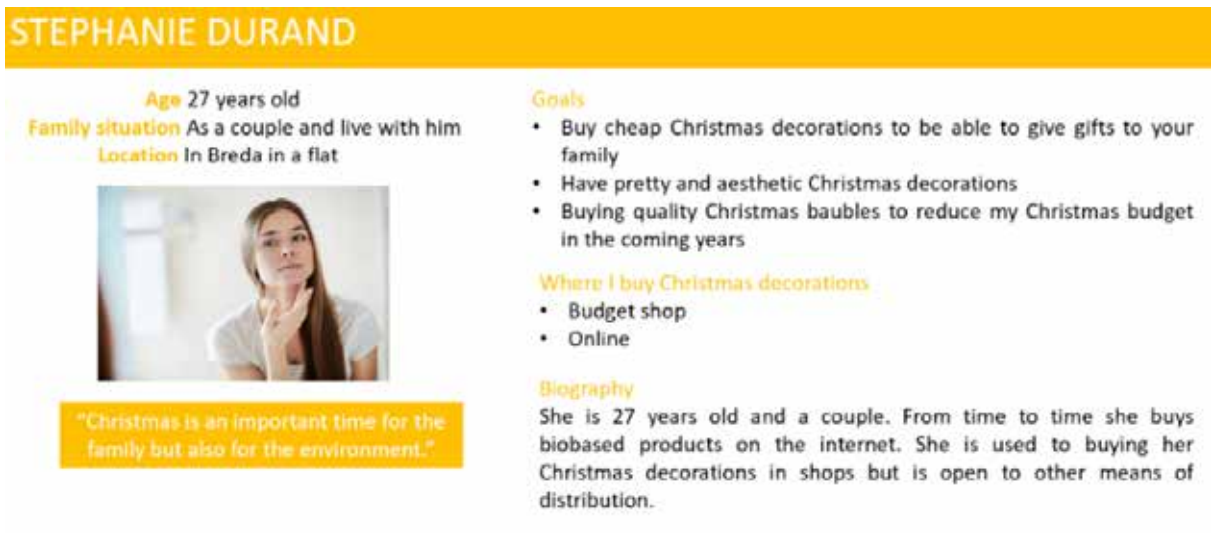 STEPHANIE DURAND
Age 27 years old
Family situation As a couple and live with him
Location In Breda in a flat
"Christmas is an important time for the
family but also for the environment."
Goals
• Buy cheap Christmas decorations to be able to give gifts to your
family
• Have pretty and aesthetic Christmas decorations
• Buying quality Christmas baubles to reduce my Christmas budget
in the coming years
Where I buy Christmas decorations
• Budget shop
• Online
Biography
She is 27 years old and a couple. From time to time she buys
biobased products on the internet. She is used to buying her
Christmas decorations in shops but is open to other means of
distribution.